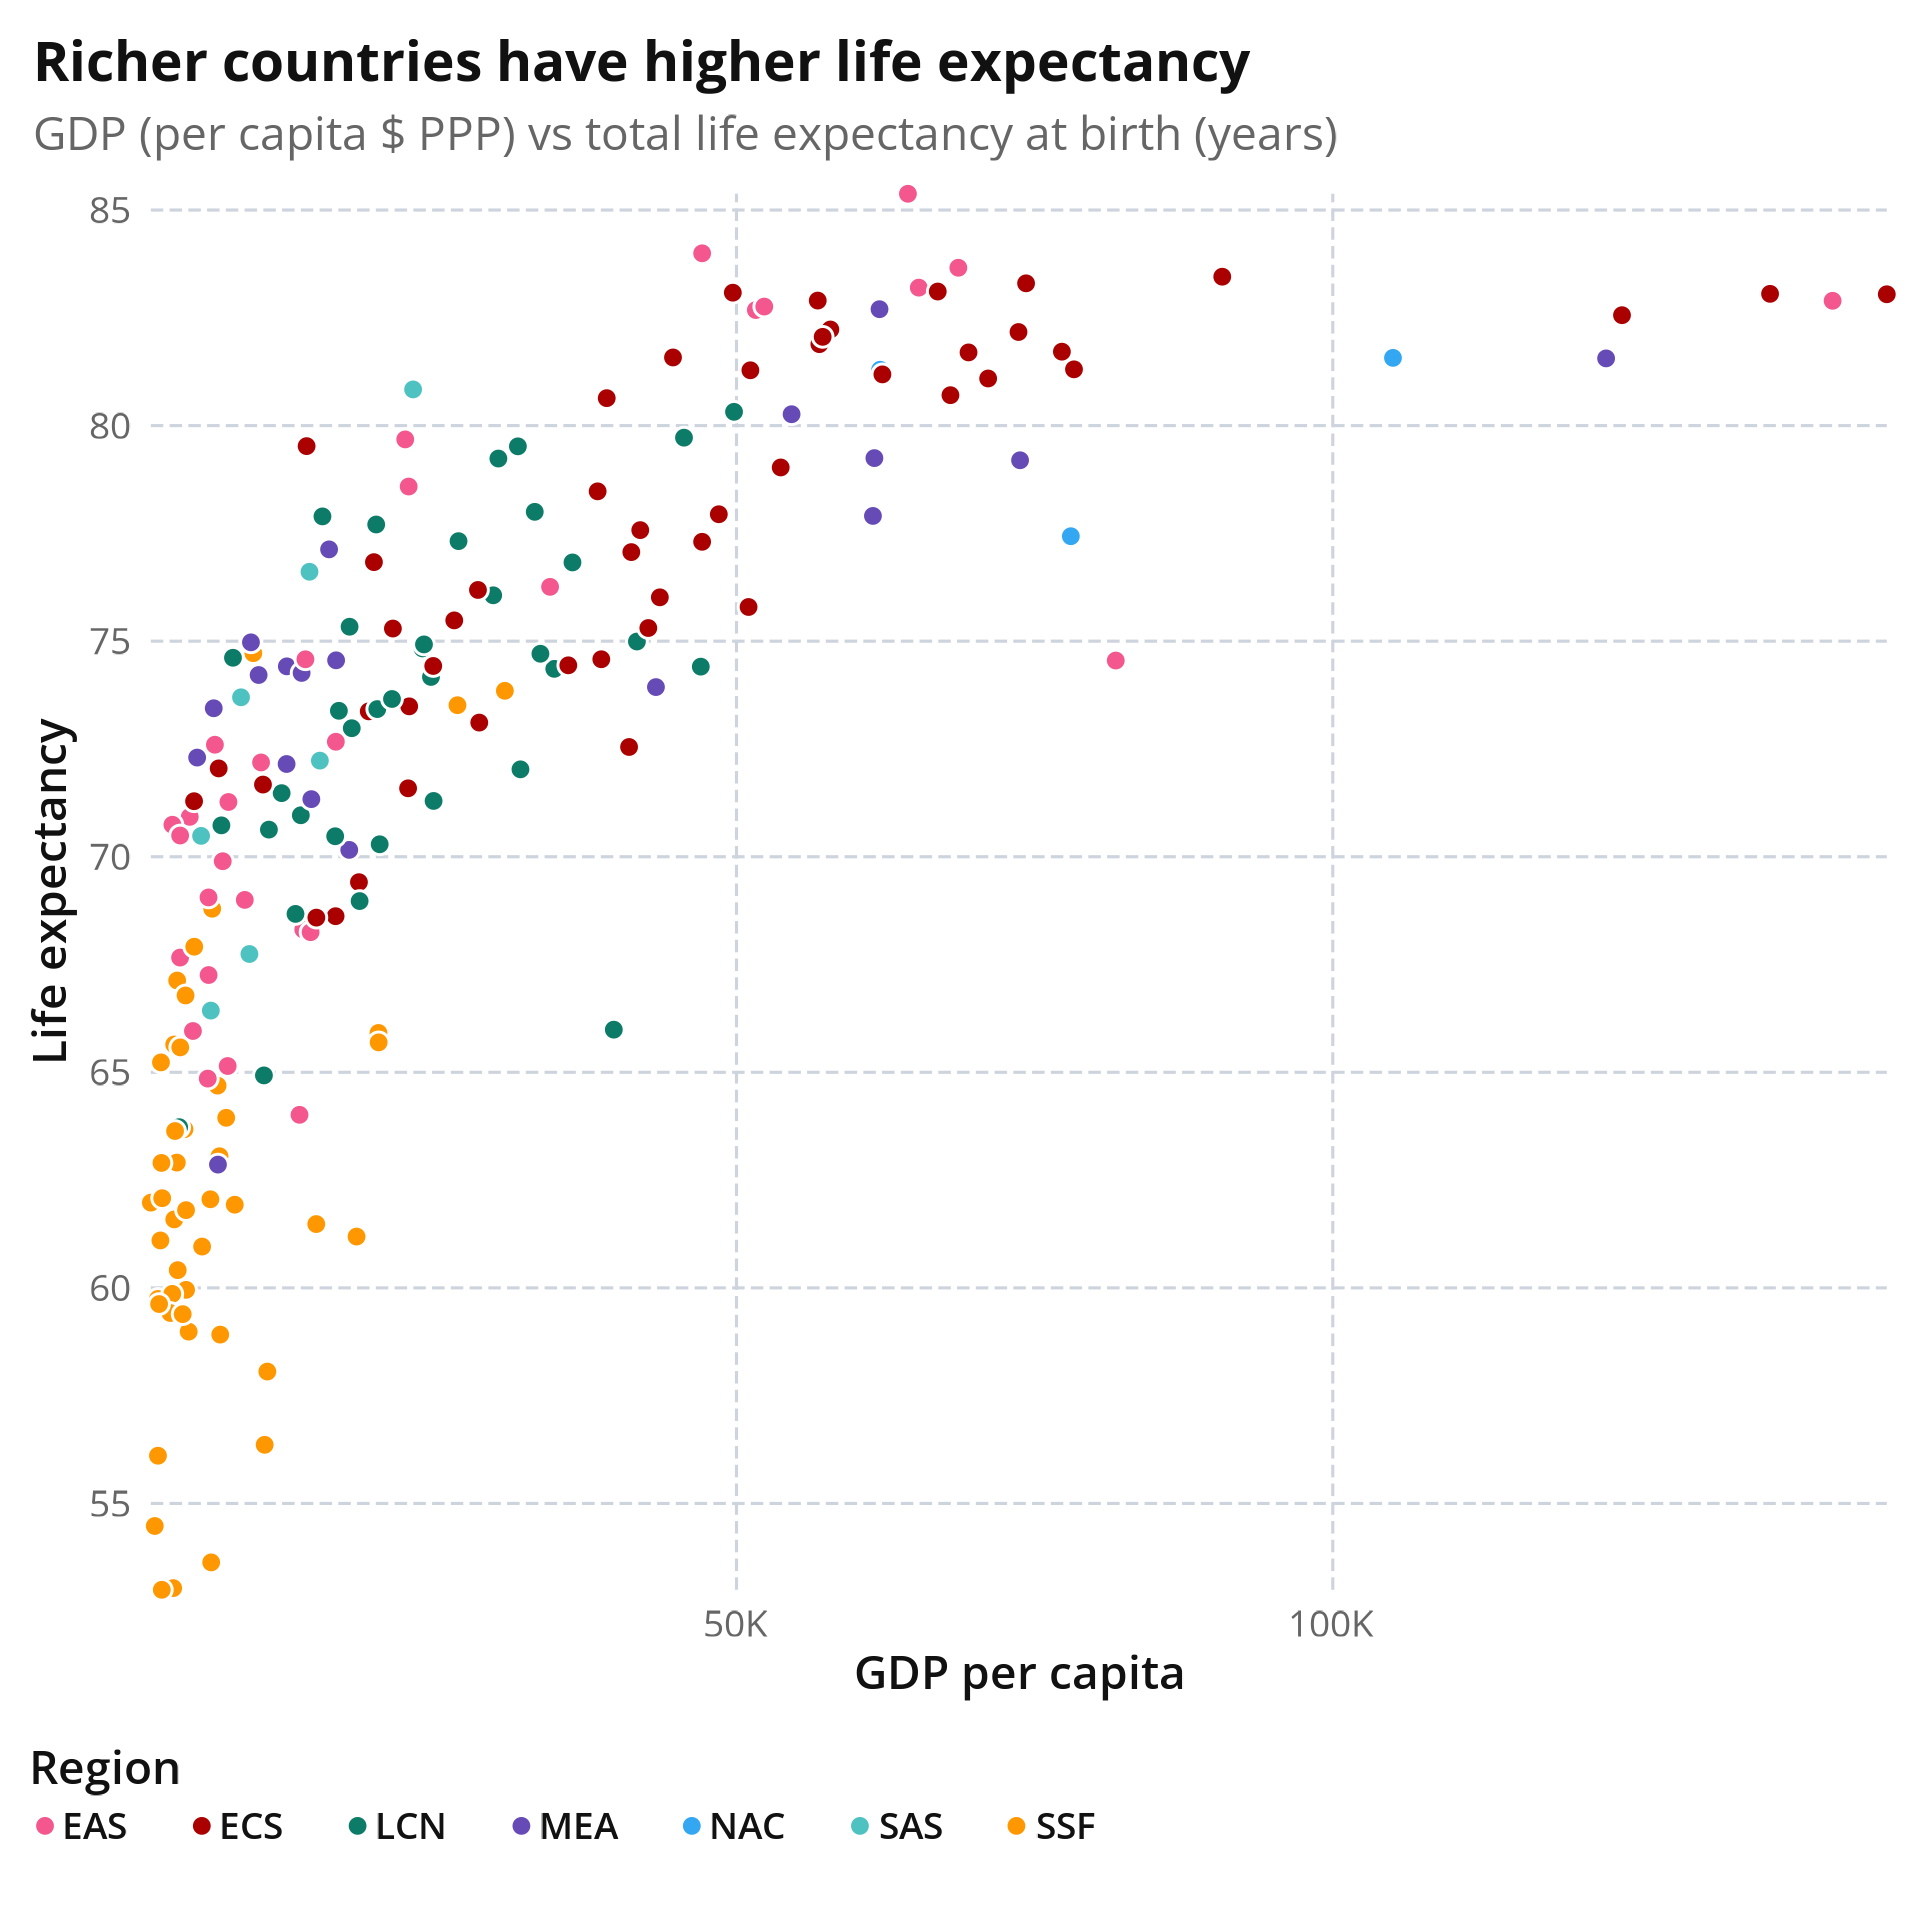 Richer countries have higher life expectancy
GDP (per capita $ PPP) vs total life expectancy at birth (years)
85
80
75
70
65
60
55
Life expectancy
50K
100K
GDP per capita
Region
EAS
ECS
LCN
MEA
NAC
SAS
SSF